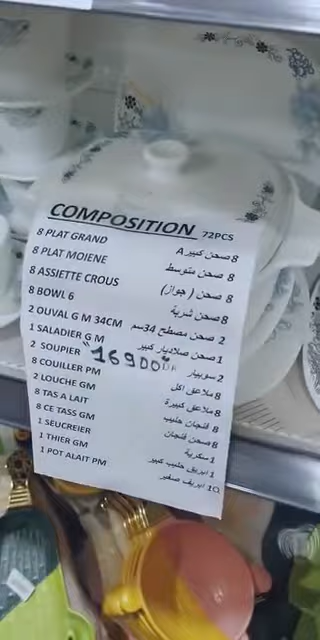 COMPOSITION 72PCS
8 PLAT GRAND 8 صحن كبير A
8 PLAT MOIENE 8 صحن متوسط
8 ASSIETTE CROUS 8 صحن (جواز)
8 BOWL 6 8 صحن شربة
2 OUVAL G M 34CM 2 صحن مصطح 34سم
1 SALADIER G M 1 صحن صلاديار كبير
2 SOUPIER 2 سوبيار
"16900DA
8 COUILLER PM 8 ملاعق اكل
2 LOUCHE GM 8 ملاعق كبيرة
8 TAS A LAIT 8 فنجان حليب
8 CE TASS GM 8 صحن فنجان
1 SEUCREIER 1 سكرية
1 THIER GM 1 ابريق حليب كبير
1 POT ALAIT PM 1 ابريف صغير